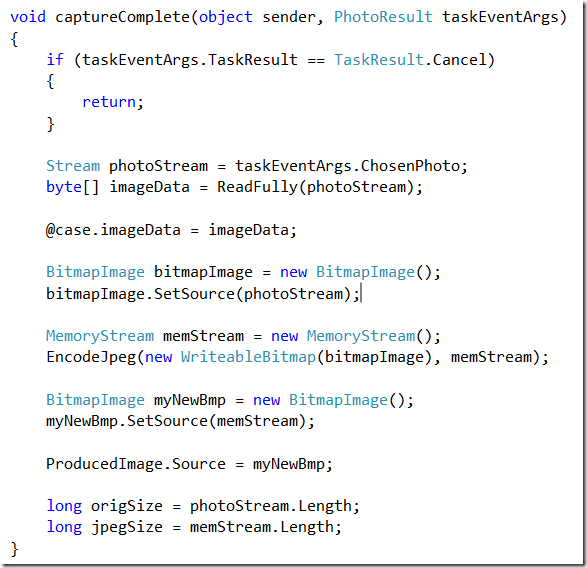 void captureComplete(object sender, PhotoResult taskEventArgs)
{
    if (taskEventArgs.TaskResult == TaskResult.Cancel)
    {
        return;
    }

    Stream photoStream = taskEventArgs.ChosenPhoto;
    byte[] imageData = ReadFully(photoStream);

    @case.imageData = imageData;

    BitmapImage bitmapImage = new BitmapImage();
    bitmapImage.SetSource(photoStream);

    MemoryStream memStream = new MemoryStream();
    EncodeJpeg(new WriteableBitmap(bitmapImage), memStream);

    BitmapImage myNewBmp = new BitmapImage();
    myNewBmp.SetSource(memStream);

    ProducedImage.Source = myNewBmp;

    long origSize = photoStream.Length;
    long jpegSize = memStream.Length;
}